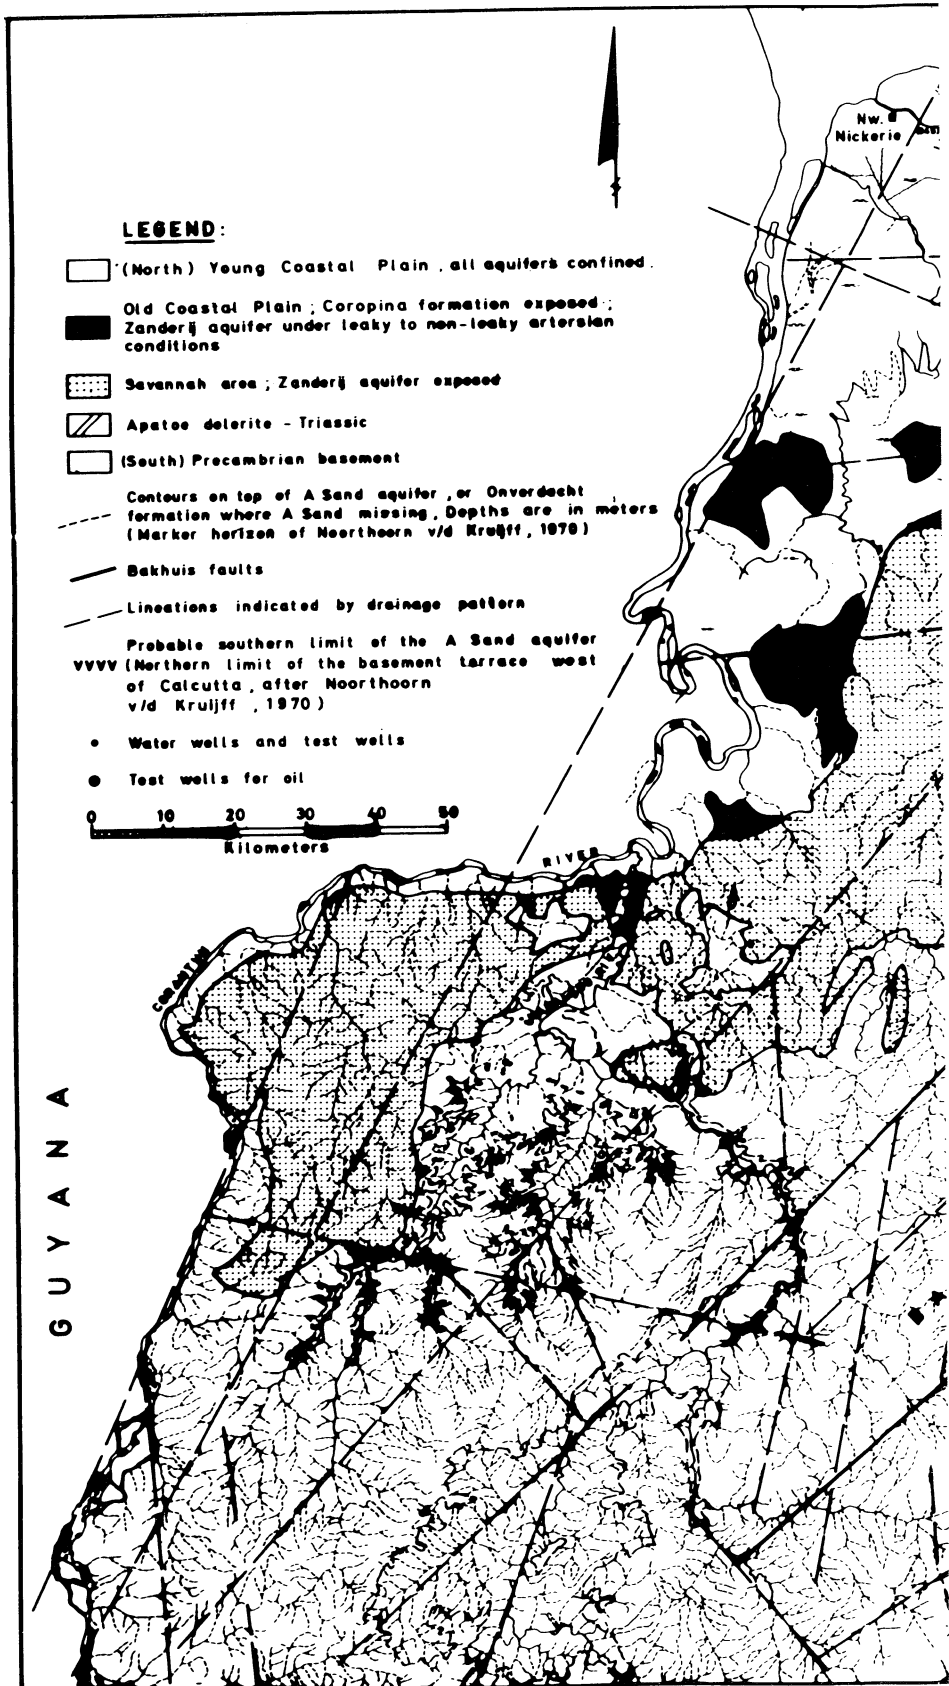 Nw.
Nickerie
LEGEND:
(North) Young Coastal Plain, all aquifers confined.
Old Coastal Plain; Coropina formation exposed;
Zanderij aquifer under leaky to non-leaky artersian
conditions
Savannah area; Zanderij aquifer exposed
Apatoe dolerite - Triassic
(South) Precambrian basement
Contours on top of A Sand aquifer, or Onverdacht
formation where A Sand missing, Depths are in meters
(Marker horizon of Noorthoorn v/d Kruijff, 1970)
Bakhuis faults
Lineations indicated by drainage pattern
Probable southern limit of the A Sand aquifer
VVVV (Northern limit of the basement terrace west
of Calcutta, after Noorthoorn
v/d Kruijff, 1970)
Water wells and test wells
Test wells for oil
0 10 20 30 40 50
Kilometers
RIVER
GUYANA